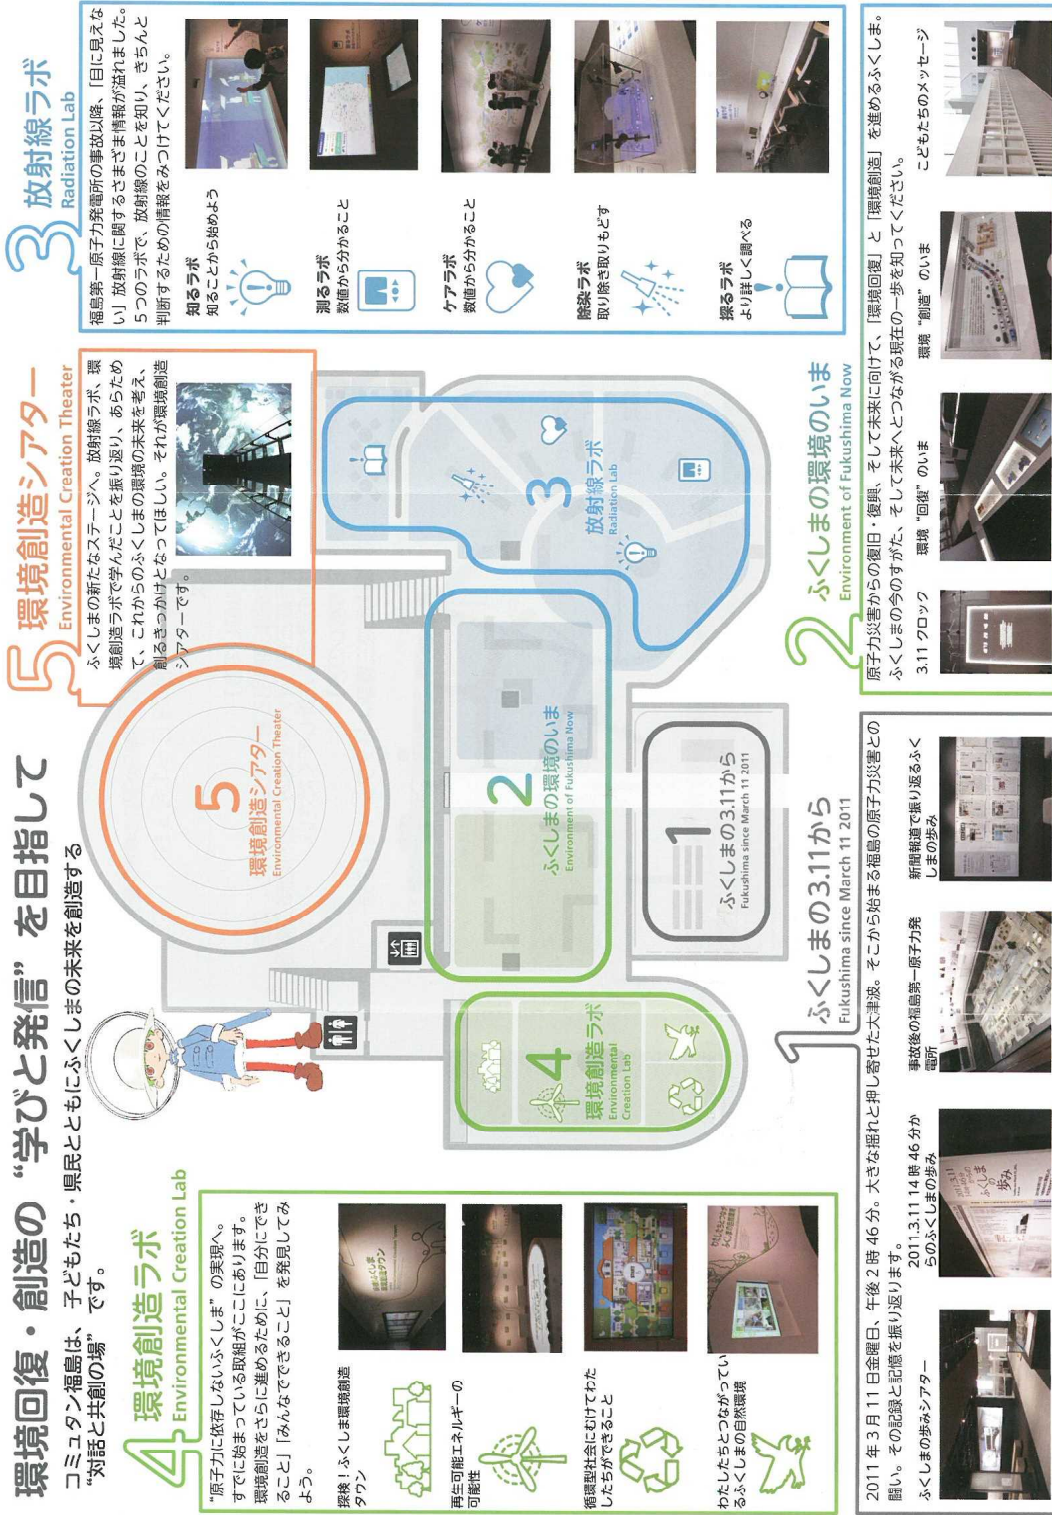 環境回復・創造の“学びと発信”を目指して
コミュタン福島は、子どもたち・県民とともにふくしまの未来を創造する
“対話と共創の場”です。
4 環境創造ラボ
Environmental Creation Lab
“原子力に依存しないふくしま”の実現へ。
すでに始まっている取組がここにあります。
環境創造をさらに進めるために、「自分にでき
ること」「みんなでできること」を発見してみ
よう。
探検！ふくしま環境創造
タウン
再生可能エネルギーの
可能性
循環型社会にむけてわた
したちができること
わたしたちとつながってい
るふくしまの自然環境
5 環境創造シアター
Environmental Creation Theater
ふくしまの新たなステージへ。放射線ラボ、環
境創造ラボで学んだことを振り返り、あらため
て、これからのふくしまの環境の未来を考え、
創るきっかけとなってほしい。それが環境創造
シアターです。
3 放射線ラボ
Radiation Lab
福島第一原子力発電所の事故以降、「目に見えな
い」放射線に関するさまざま情報が溢れました。
5つのラボで、放射線のことを知り、きちんと
判断するための情報をみつけてください。
知るラボ
知ることから始めよう
測るラボ
数値から分かること
ケアラボ
数値から分かること
除染ラボ
取り除き取りもどす
探るラボ
より詳しく調べる
5
環境創造シアター
Environmental Creation Theater
4
環境創造ラボ
Environmental
Creation Lab
2
ふくしまの環境のいま
Environment of Fukushima Now
3
放射線ラボ
Radiation Lab
1
ふくしまの3.11から
Fukushima since March 11 2011
1 ふくしまの3.11から
Fukushima since March 11 2011
2011年3月11日金曜日、午後2時46分。大きな揺れと押し寄せた大津波。そこから始まる福島の原子力災害との
闘い。その記録と記憶を振り返ります。
ふくしまの歩みシアター
2011.3.11 14時46分か
らのふくしまの歩み
事故後の福島第一原子力発
電所
新聞報道で振り返るふく
しまの歩み
2 ふくしまの環境のいま
Environment of Fukushima Now
原子力災害からの復旧・復興、そして未来に向けて、「環境回復」と「環境創造」を進めるふくしま。
ふくしまの今のすがた、そして未来へとつながる現在の一歩を知ってください。
3.11クロック
環境“回復”のいま
環境“創造”のいま
こどもたちのメッセージ